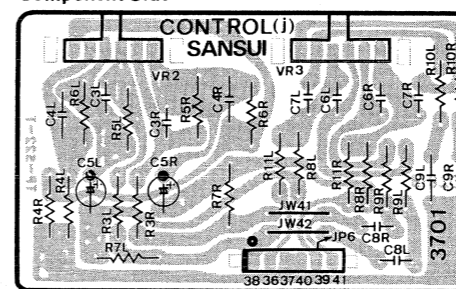 CONTROL(j)
SANSUI
VR2
VR3
R10L
R10R
C4L
R6L
C3L
R5L
C3R
R5R
C4R
R6R
C7L
C6L
C6R
C7R
C5L
C5R
R4R
R4L
R3L
R3R
R7R
R11L
R8L
R11R
R8R
R9R
R9L
C9L
C9R
JW41
JW42
JP6
C8R
C8L
R7L
3701
38 36 37 40 39 41